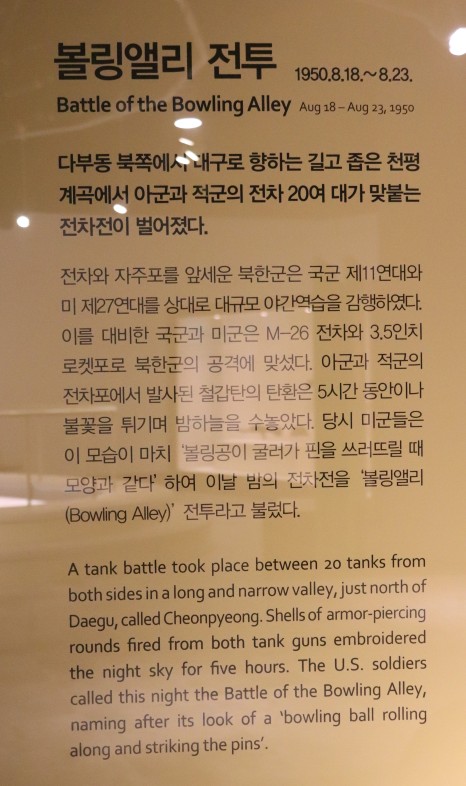 볼링앨리 전투 1950.8.18.~8.23.
Battle of the Bowling Alley Aug 18 – Aug 23, 1950
다부동 북쪽에서 대구로 향하는 길고 좁은 천평
계곡에서 아군과 적군의 전차 20여 대가 맞붙는
전차전이 벌어졌다.
전차와 자주포를 앞세운 북한군은 국군 제11연대와
미 제27연대를 상대로 대규모 야간역습을 감행하였다.
이를 대비한 국군과 미군은 M-26 전차와 3.5인치
로켓포로 북한군의 공격에 맞섰다. 아군과 적군의
전차포에서 발사된 철갑탄의 탄환은 5시간 동안이나
불꽃을 튀기며 밤하늘을 수놓았다. 당시 미군들은
이 모습이 마치 ‘볼링공이 굴러가 핀을 쓰러뜨릴 때
모양과 같다’ 하여 이날 밤의 전차전을 ‘볼링앨리
(Bowling Alley)’ 전투라고 불렀다.
A tank battle took place between 20 tanks from
both sides in a long and narrow valley, just north of
Daegu, called Cheonpyeong. Shells of armor-piercing
rounds fired from both tank guns embroidered
the night sky for five hours. The U.S. soldiers
called this night the Battle of the Bowling Alley,
naming after its look of a ‘bowling ball rolling
along and striking the pins’.